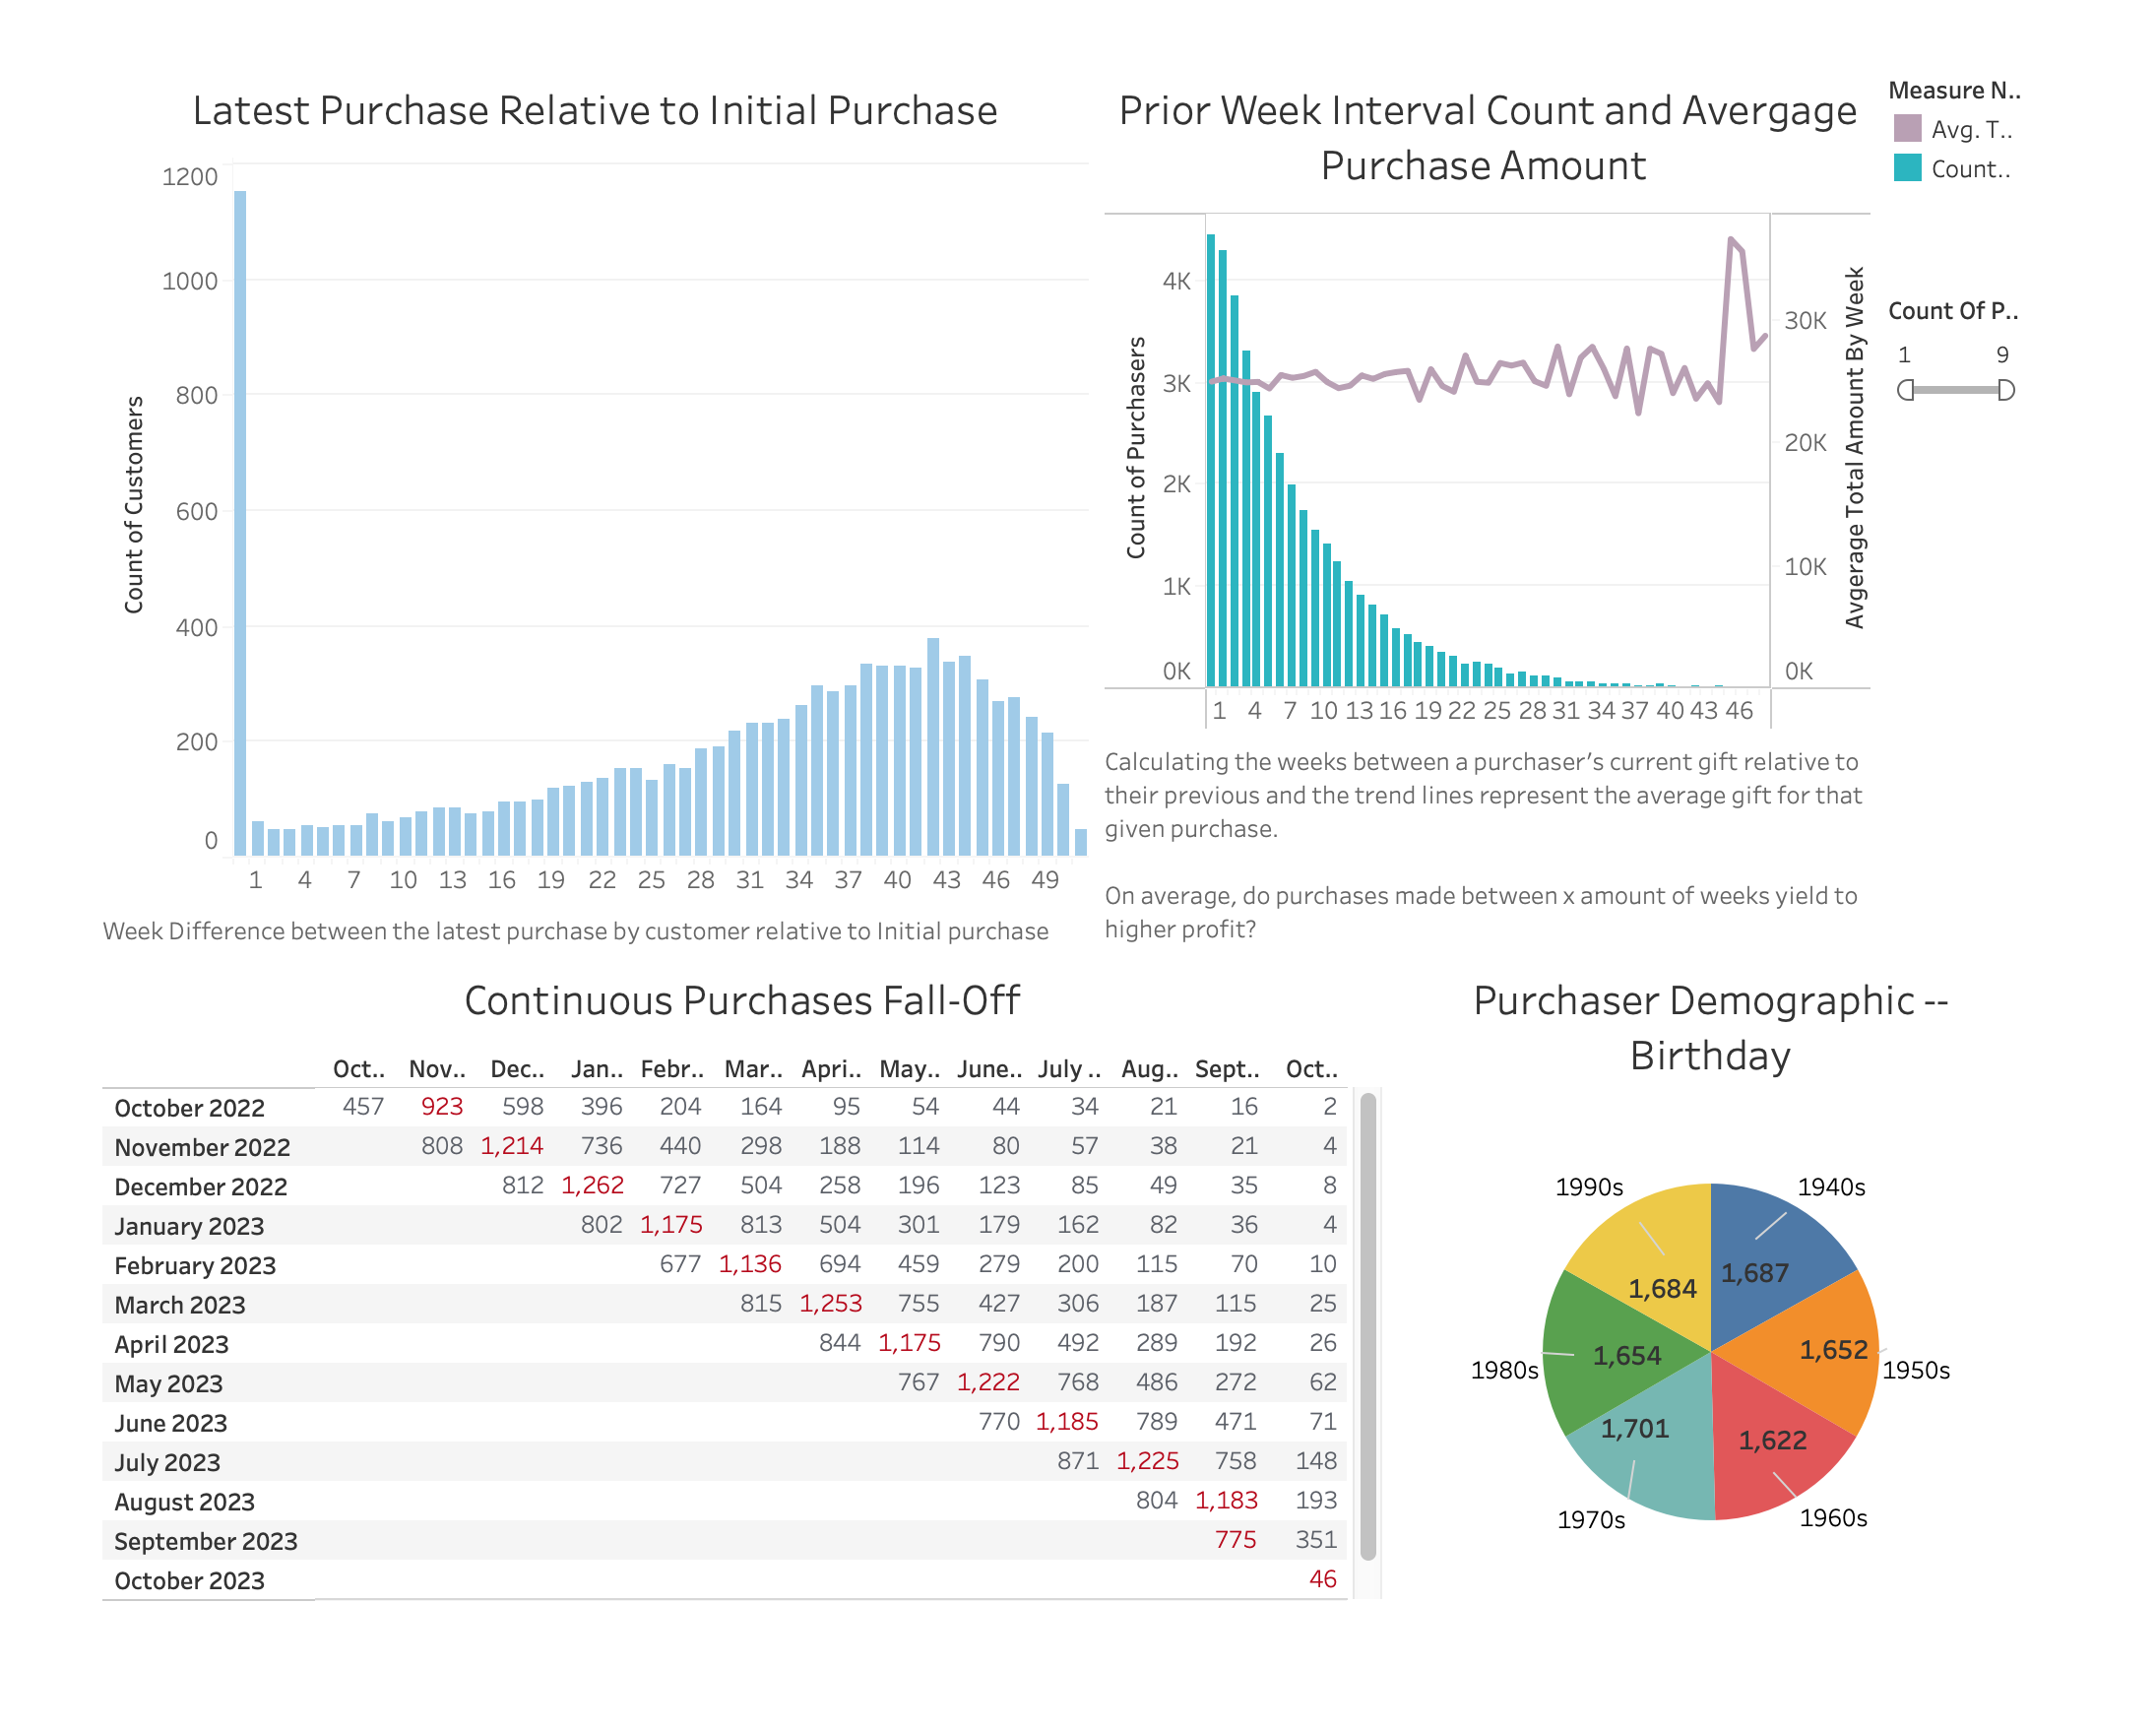 Latest Purchase Relative to Initial Purchase
1200
1000
800
600
400
200
0
Count of Customers
1 4 7 10 13 16 19 22 25 28 31 34 37 40 43 46 49
Week Difference between the latest purchase by customer relative to Initial purchase
Prior Week Interval Count and Avergage
Purchase Amount
4K
3K
2K
1K
0K
Count of Purchasers
30K
20K
10K
0K
Avgerage Total Amount By Week
1 4 7 10 13 16 19 22 25 28 31 34 37 40 43 46
Calculating the weeks between a purchaser's current gift relative to
their previous and the trend lines represent the average gift for that
given purchase.
On average, do purchases made between x amount of weeks yield to
higher profit?
Measure N..
Avg. T..
Count..
Count Of P..
1 9
Continuous Purchases Fall-Off
Oct.. Nov.. Dec.. Jan.. Febr.. Mar.. Apri.. May.. June.. July .. Aug.. Sept.. Oct..
October 2022 457 923 598 396 204 164 95 54 44 34 21 16 2
November 2022 808 1,214 736 440 298 188 114 80 57 38 21 4
December 2022 812 1,262 727 504 258 196 123 85 49 35 8
January 2023 802 1,175 813 504 301 179 162 82 36 4
February 2023 677 1,136 694 459 279 200 115 70 10
March 2023 815 1,253 755 427 306 187 115 25
April 2023 844 1,175 790 492 289 192 26
May 2023 767 1,222 768 486 272 62
June 2023 770 1,185 789 471 71
July 2023 871 1,225 758 148
August 2023 804 1,183 193
September 2023 775 351
October 2023 46
Purchaser Demographic --
Birthday
1990s 1940s
1,684 1,687
1980s 1,654 1,652 1950s
1,701 1,622
1970s 1960s